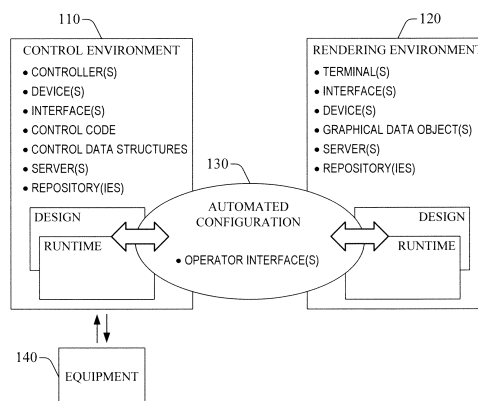 110
CONTROL ENVIRONMENT
● CONTROLLER(S)
● DEVICE(S)
● INTERFACE(S)
● CONTROL CODE
● CONTROL DATA STRUCTURES
● SERVER(S)
● REPOSITORY(IES)
DESIGN
RUNTIME
120
RENDERING ENVIRONMENT
● TERMINAL(S)
● INTERFACE(S)
● DEVICE(S)
● GRAPHICAL DATA OBJECT(S)
● SERVER(S)
● REPOSITORY(IES)
DESIGN
RUNTIME
130
AUTOMATED
CONFIGURATION
● OPERATOR INTERFACE(S)
140
EQUIPMENT